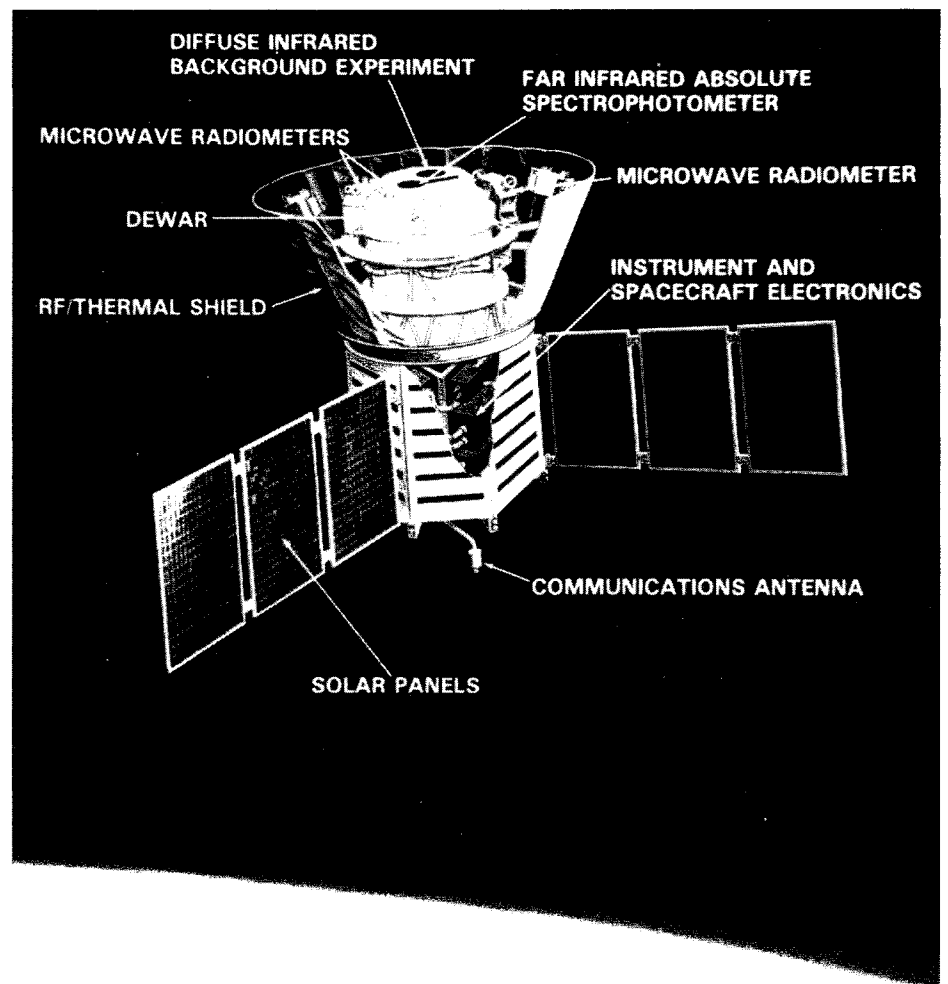 DIFFUSE INFRARED
BACKGROUND EXPERIMENT
FAR INFRARED ABSOLUTE
SPECTROPHOTOMETER
MICROWAVE RADIOMETERS
MICROWAVE RADIOMETER
DEWAR
INSTRUMENT AND
SPACECRAFT ELECTRONICS
RF/THERMAL SHIELD
COMMUNICATIONS ANTENNA
SOLAR PANELS